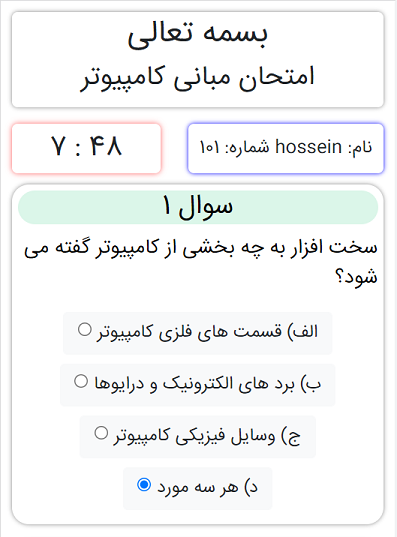 بسمه تعالی
امتحان مبانی کامپیوتر
نام: hossein شماره: ۱۰۱
۷ : ۴۸
سوال ۱
سخت افزار به چه بخشی از کامپیوتر گفته می
شود؟
الف) قسمت های فلزی کامپیوتر
ب) برد های الکترونیک و درایوها
ج) وسایل فیزیکی کامپیوتر
د) هر سه مورد